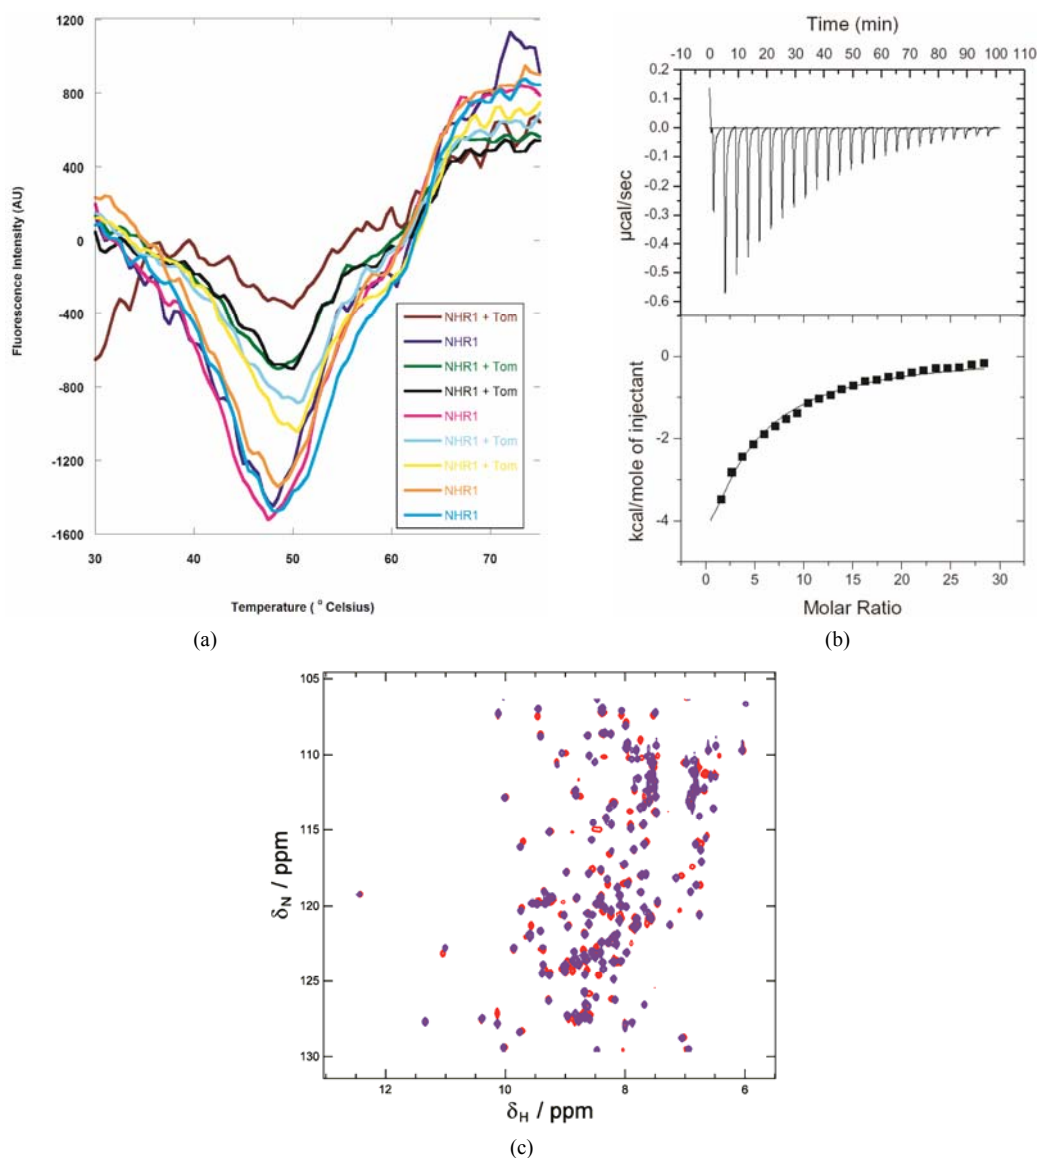 1200
800
400
0
-400
-800
-1200
-1600
Fluorescence Intensity (AU)
NHR1 + Tom
NHR1
NHR1 + Tom
NHR1 + Tom
NHR1
NHR1 + Tom
NHR1 + Tom
NHR1
NHR1
30 40 50 60 70
Temperature ( ° Celsius)
(a)
Time (min)
-10 0 10 20 30 40 50 60 70 80 90 100 110
0.2
0.1
0.0
-0.1
-0.2
-0.3
-0.4
-0.5
-0.6
µcal/sec
0
-2
-4
kcal/mole of injectant
0 5 10 15 20 25 30
Molar Ratio
(b)
105
110
115
120
125
130
δN / ppm
12 10 8 6
δH / ppm
(c)